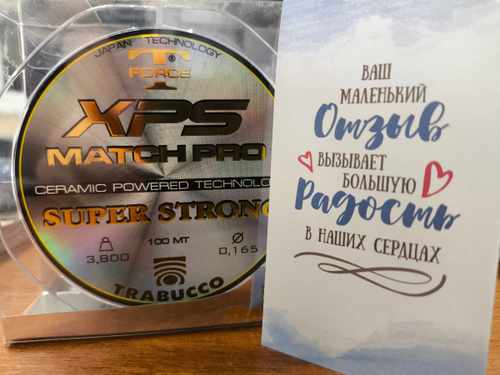 JAPAN TECHNOLOGY
T®
FORCE
XPS
MATCH PRO
CERAMIC POWERED TECHNOLO
SUPER STRONG
3,800
100 MT
Ø
0,165
TRABUCCO
ВАШ
МАЛЕНЬКИЙ
Отзыв
ВЫЗЫВАЕТ
БОЛЬШУЮ
Радость
В НАШИХ СЕРДЦАХ